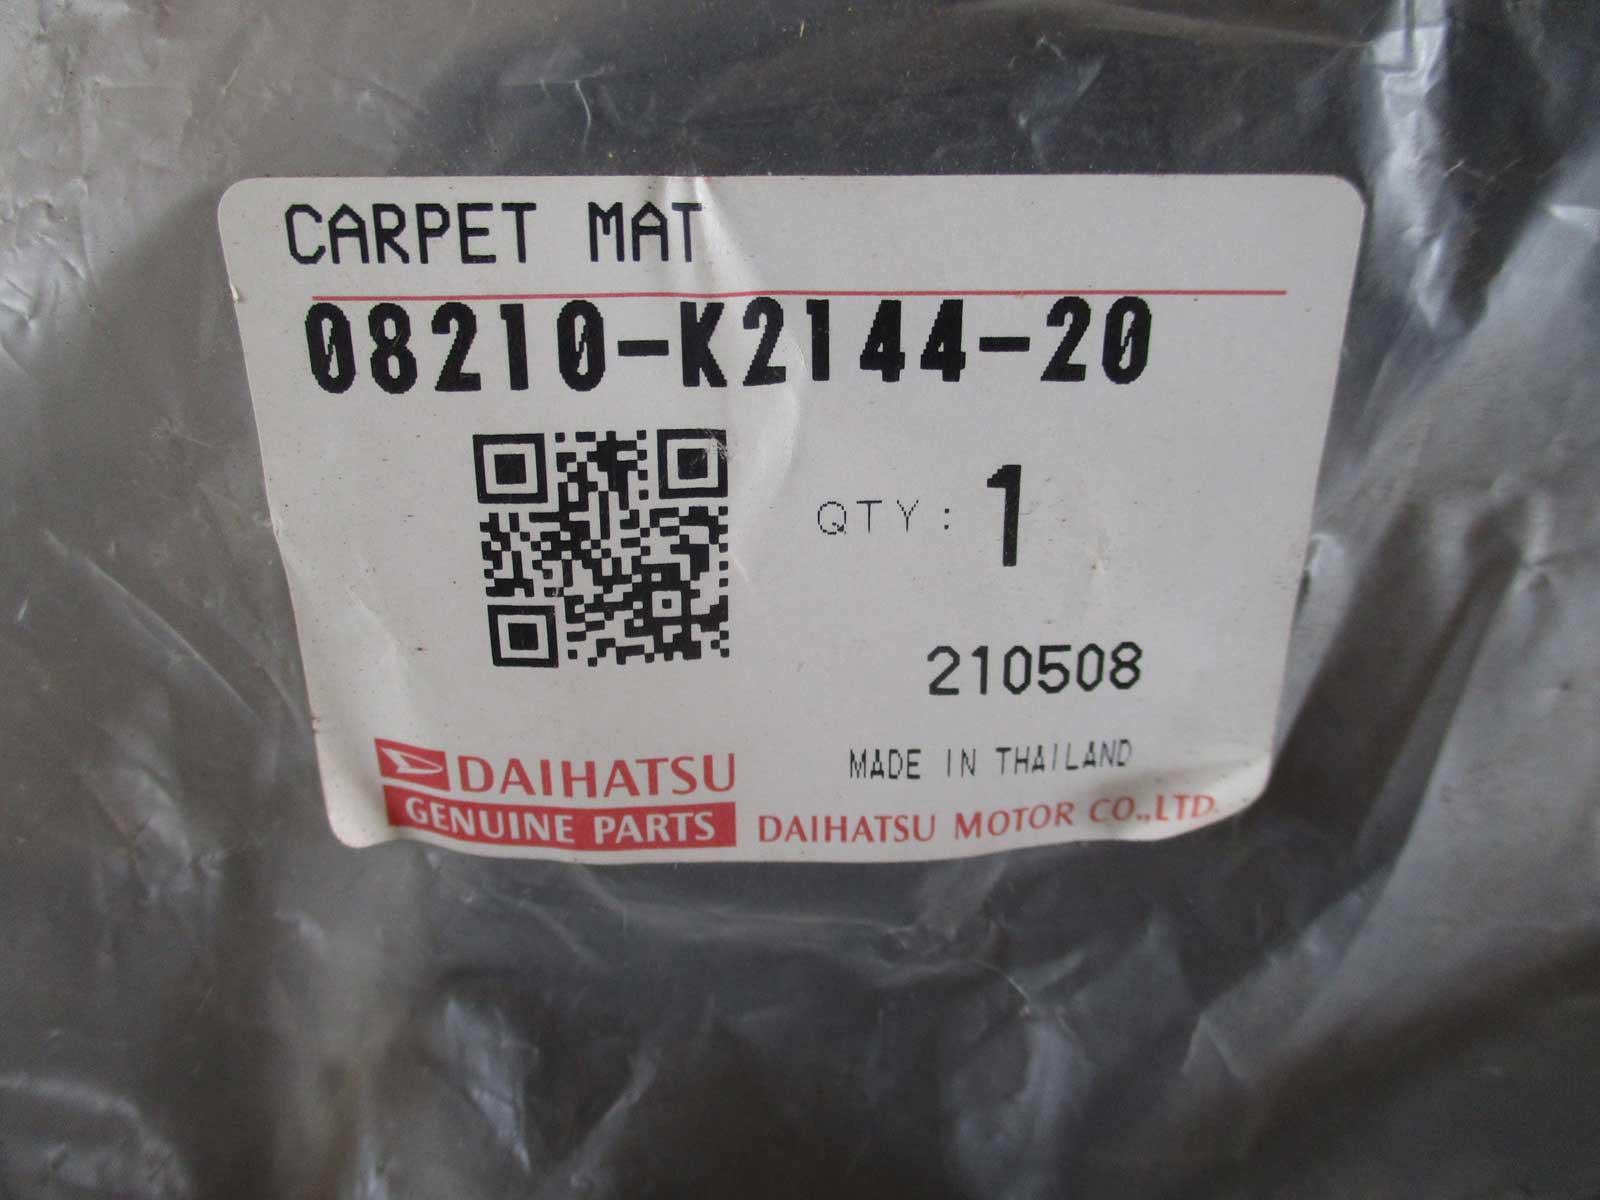 CARPET MAT
08210-K2144-20
QTY: 1
210508
MADE IN THAILAND
DAIHATSU
GENUINE PARTS
DAIHATSU MOTOR CO.,LTD.